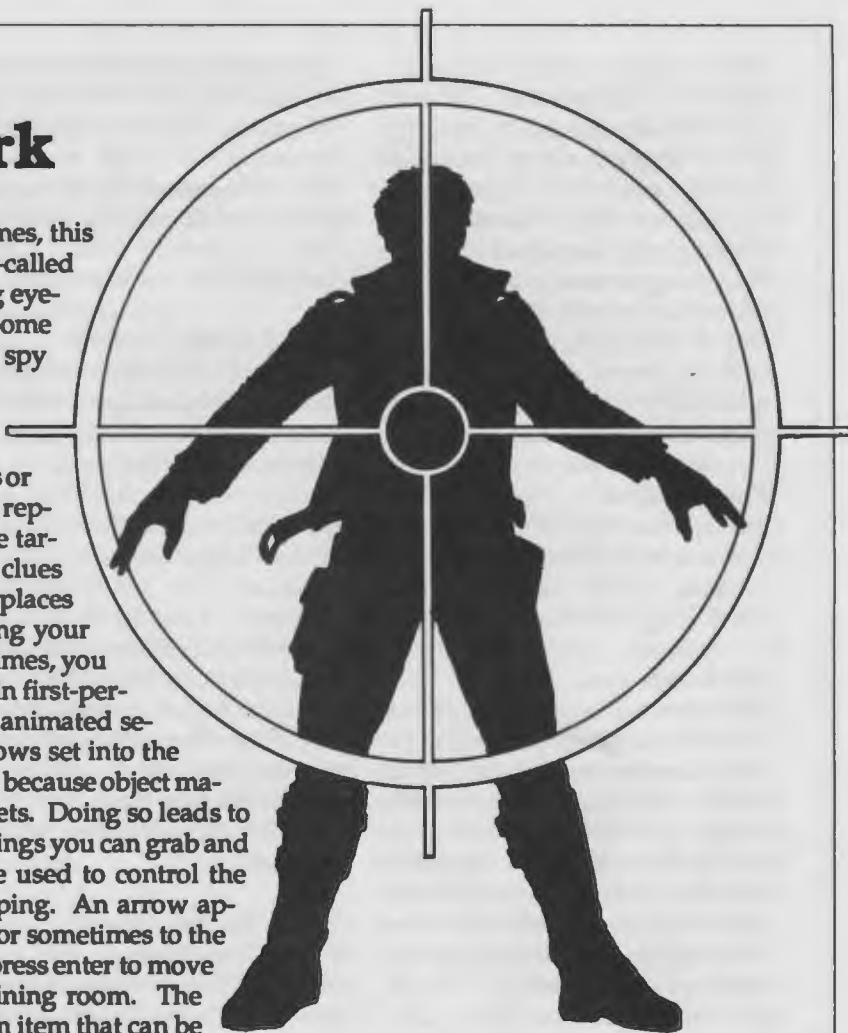 rk
mes, this
-called
g eye-
ome
spy
s or
rep-
e tar-
clues
places
ng your
ames, you
in first-per-
animated se-
ows set into the
because object ma-
ets. Doing so leads to
ings you can grab and
e used to control the
ping. An arrow ap-
or sometimes to the
press enter to move
ining room. The
n item that can be